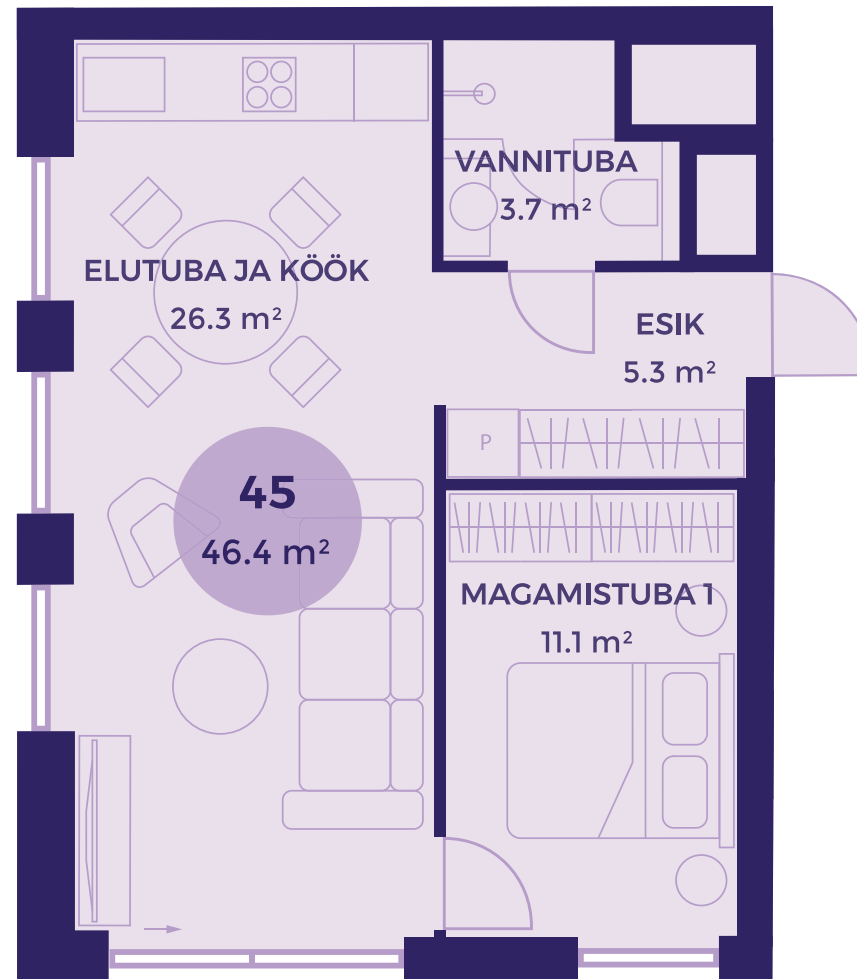 VANNITUBA
3.7 m²
ELUTUBA JA KÖÖK
26.3 m²
ESIK
5.3 m²
P
45
46.4 m²
MAGAMISTUBA 1
11.1 m²